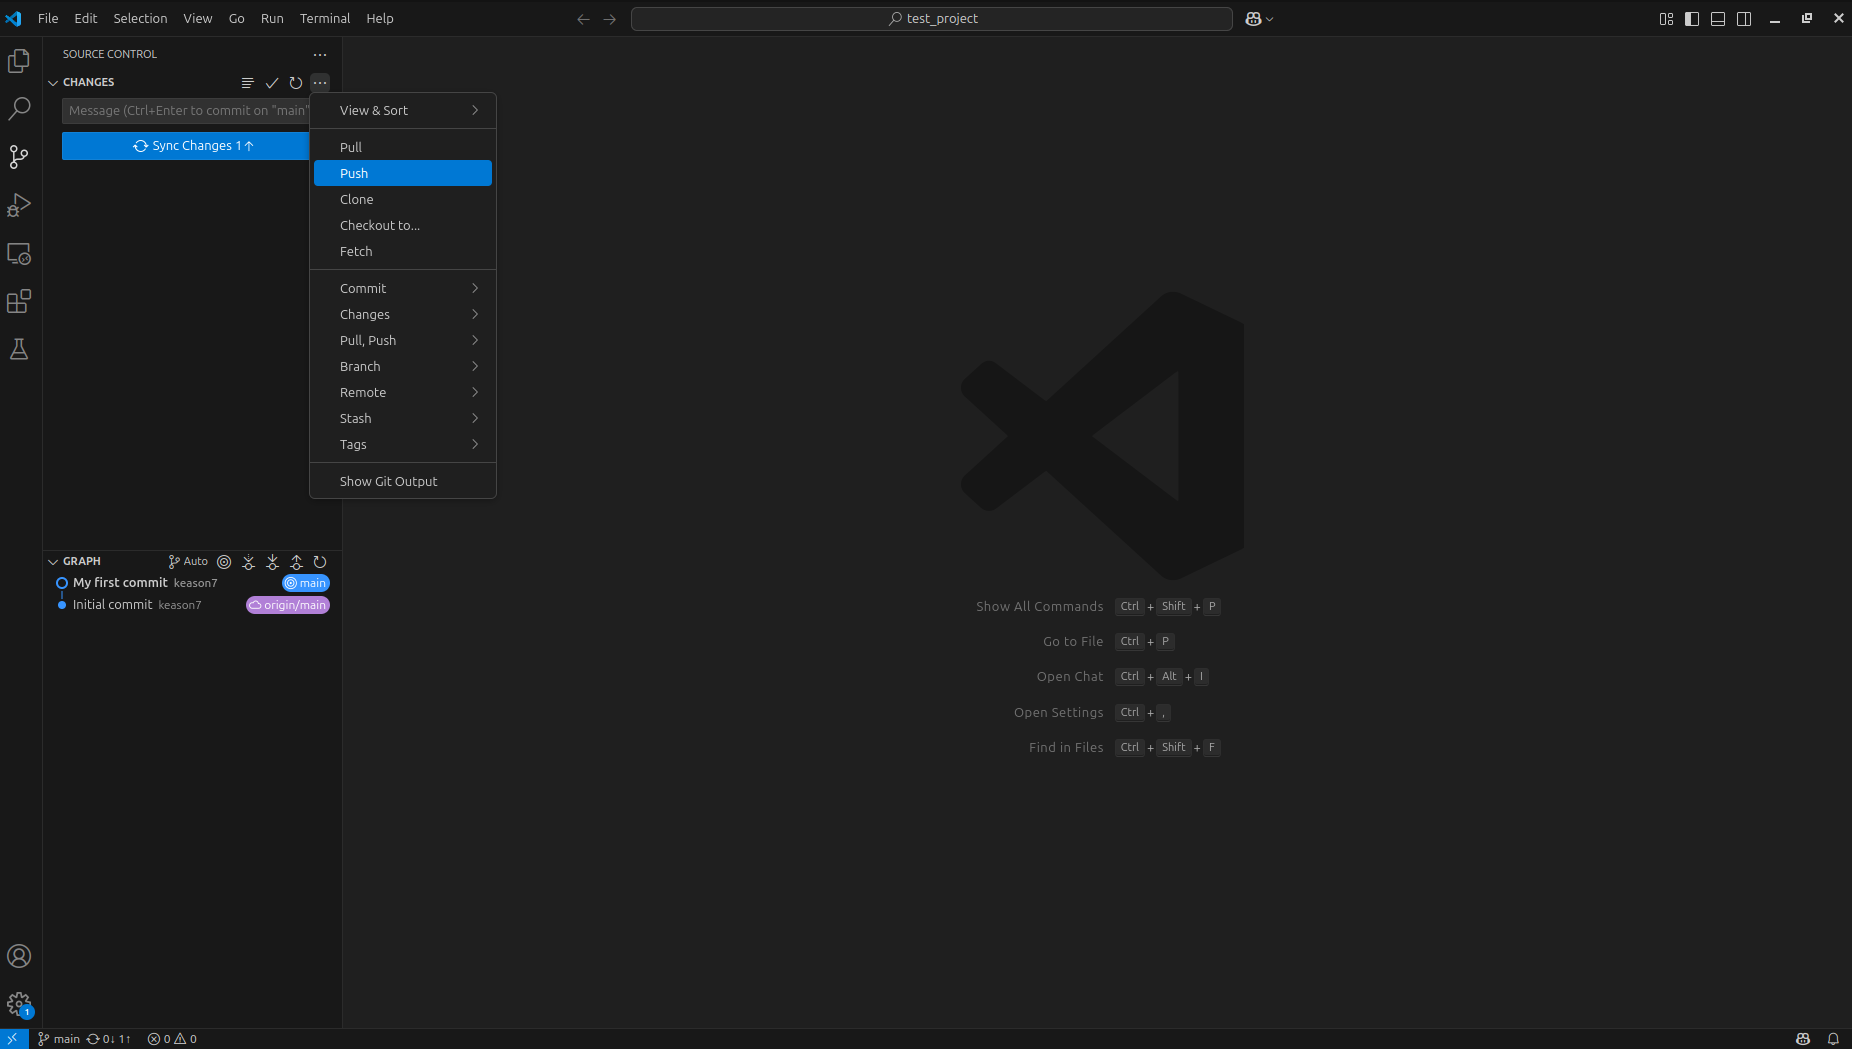 File Edit Selection View Go Run Terminal Help
test_project
SOURCE CONTROL
CHANGES
Message (Ctrl+Enter to commit on "main"
Sync Changes 1↑
View & Sort
Pull
Push
Clone
Checkout to...
Fetch
Commit
Changes
Pull, Push
Branch
Remote
Stash
Tags
Show Git Output
GRAPH
Auto
My first commit keason7 main
Initial commit keason7 origin/main
Show All Commands Ctrl + Shift + P
Go to File Ctrl + P
Open Chat Ctrl + Alt + I
Open Settings Ctrl + ,
Find in Files Ctrl + Shift + F
1
main 0↓ 1↑ 0 0